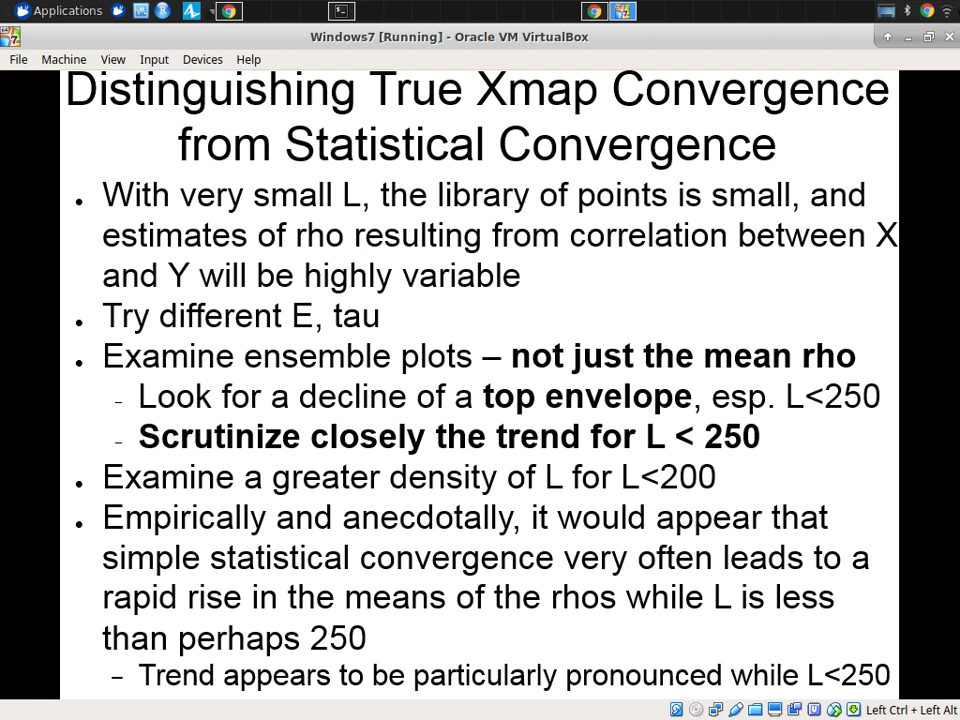 Applications
Windows7 [Running] - Oracle VM VirtualBox
File Machine View Input Devices Help
Distinguishing True Xmap Convergence
from Statistical Convergence
• With very small L, the library of points is small, and
estimates of rho resulting from correlation between X
and Y will be highly variable
• Try different E, tau
• Examine ensemble plots – not just the mean rho
– Look for a decline of a top envelope, esp. L<250
– Scrutinize closely the trend for L < 250
• Examine a greater density of L for L<200
• Empirically and anecdotally, it would appear that
simple statistical convergence very often leads to a
rapid rise in the means of the rhos while L is less
than perhaps 250
– Trend appears to be particularly pronounced while L<250
Left Ctrl + Left Alt